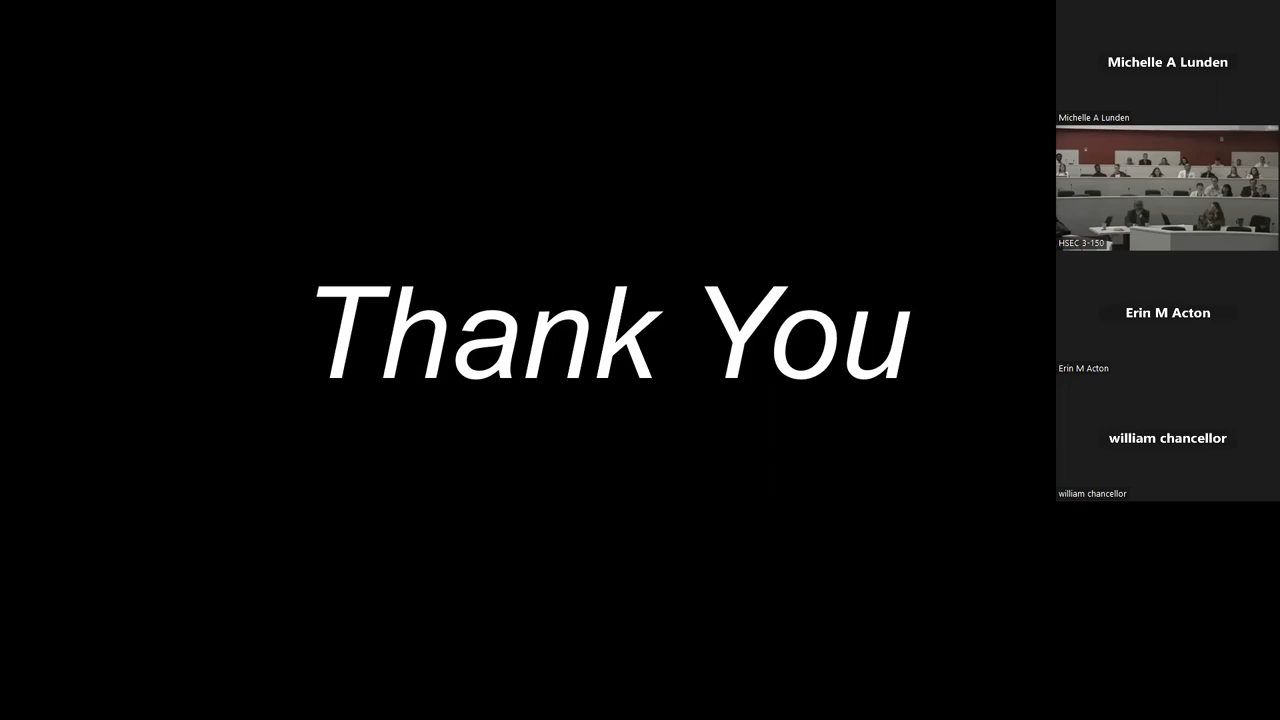 Thank You
Michelle A Lunden
Michelle A Lunden
HSEC 3-150
Erin M Acton
Erin M Acton
william chancellor
william chancellor